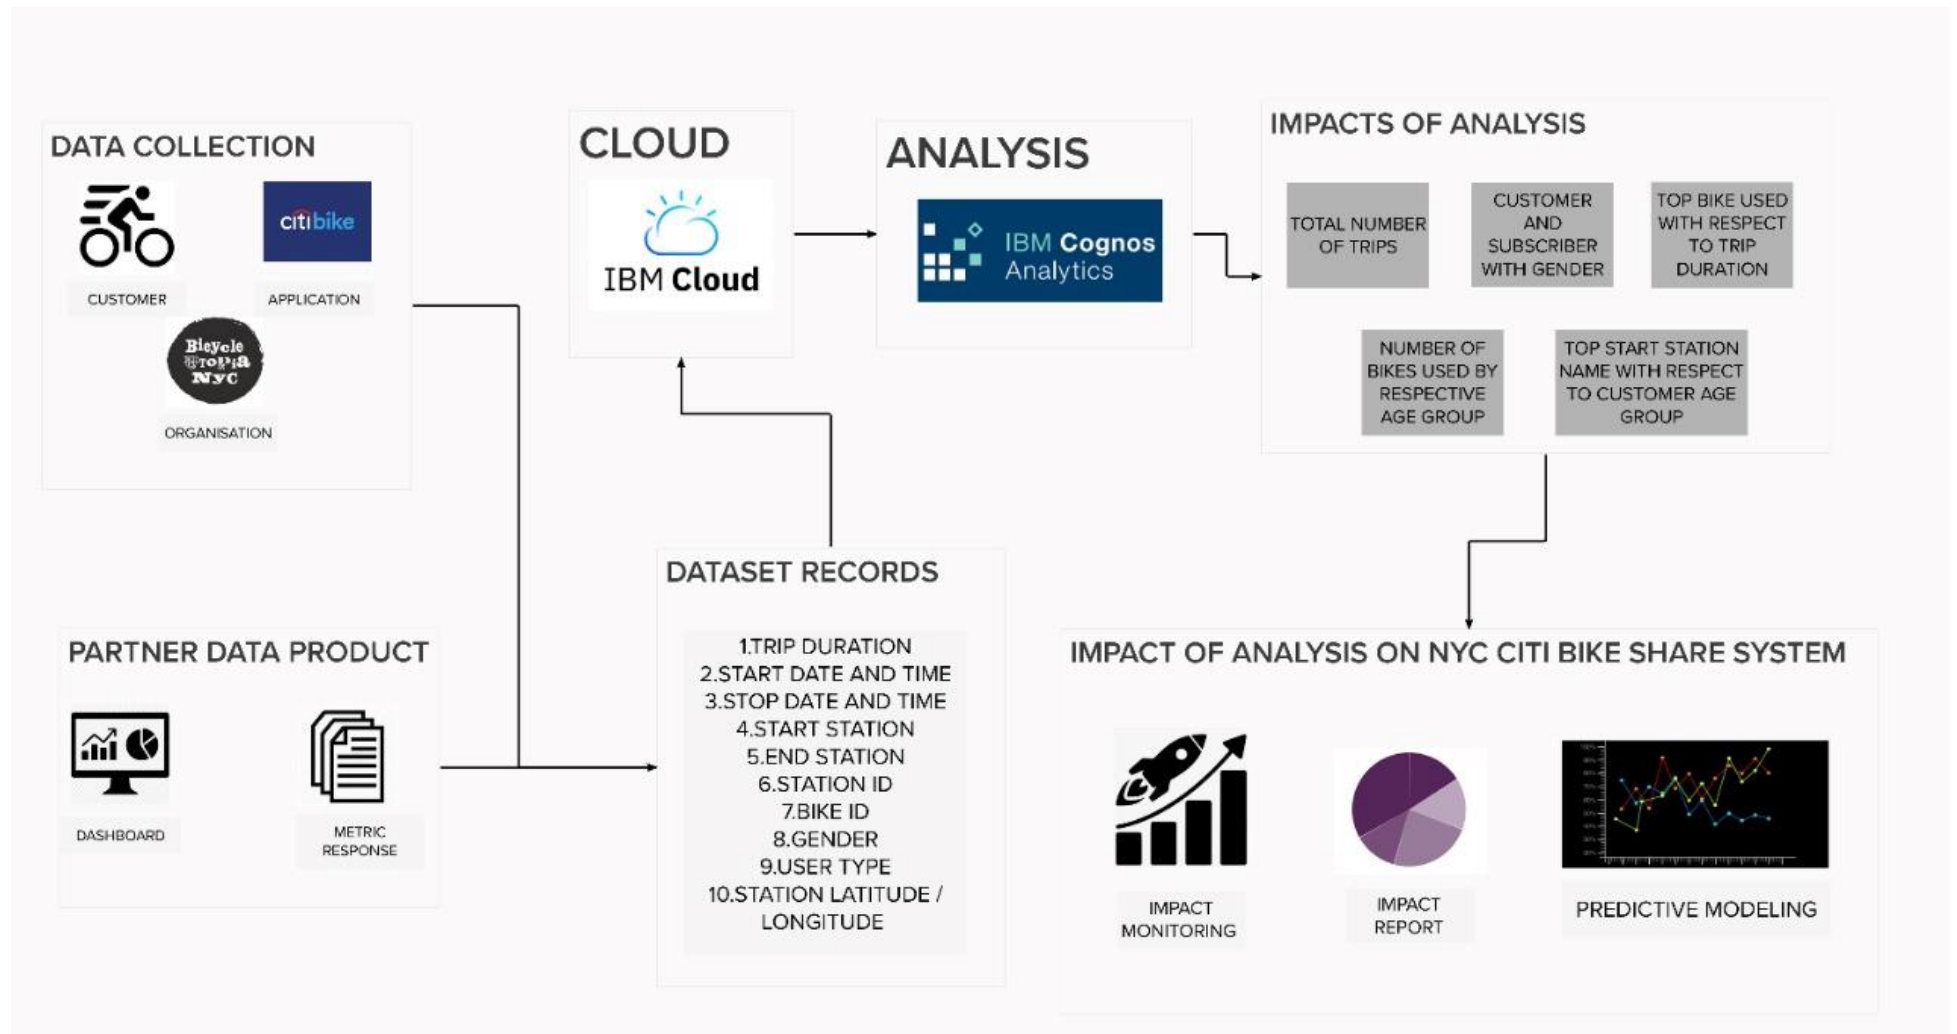 DATA COLLECTION
citibike
CUSTOMER
APPLICATION
Bicycle
UTOPiA
NYC
ORGANISATION
CLOUD
IBM Cloud
ANALYSIS
IBM Cognos
Analytics
IMPACTS OF ANALYSIS
TOTAL NUMBER
OF TRIPS
CUSTOMER
AND
SUBSCRIBER
WITH GENDER
TOP BIKE USED
WITH RESPECT
TO TRIP
DURATION
NUMBER OF
BIKES USED BY
RESPECTIVE
AGE GROUP
TOP START STATION
NAME WITH RESPECT
TO CUSTOMER AGE
GROUP
PARTNER DATA PRODUCT
DASHBOARD
METRIC
RESPONSE
DATASET RECORDS
1.TRIP DURATION
2.START DATE AND TIME
3.STOP DATE AND TIME
4.START STATION
5.END STATION
6.STATION ID
7.BIKE ID
8.GENDER
9.USER TYPE
10.STATION LATITUDE /
LONGITUDE
IMPACT OF ANALYSIS ON NYC CITI BIKE SHARE SYSTEM
IMPACT
MONITORING
IMPACT
REPORT
PREDICTIVE MODELING